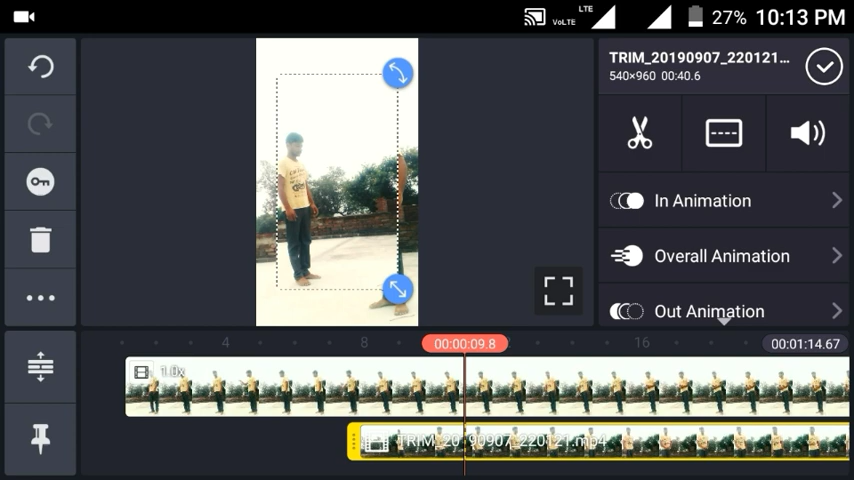 LTE
VoLTE
27% 10:13 PM
TRIM_20190907_220121...
540×960 00:40.6
In Animation
Overall Animation
Out Animation
00:00:09.8
00:01:14.67
4
8
16
1.0x
TRIM_20190907_220121.mp4